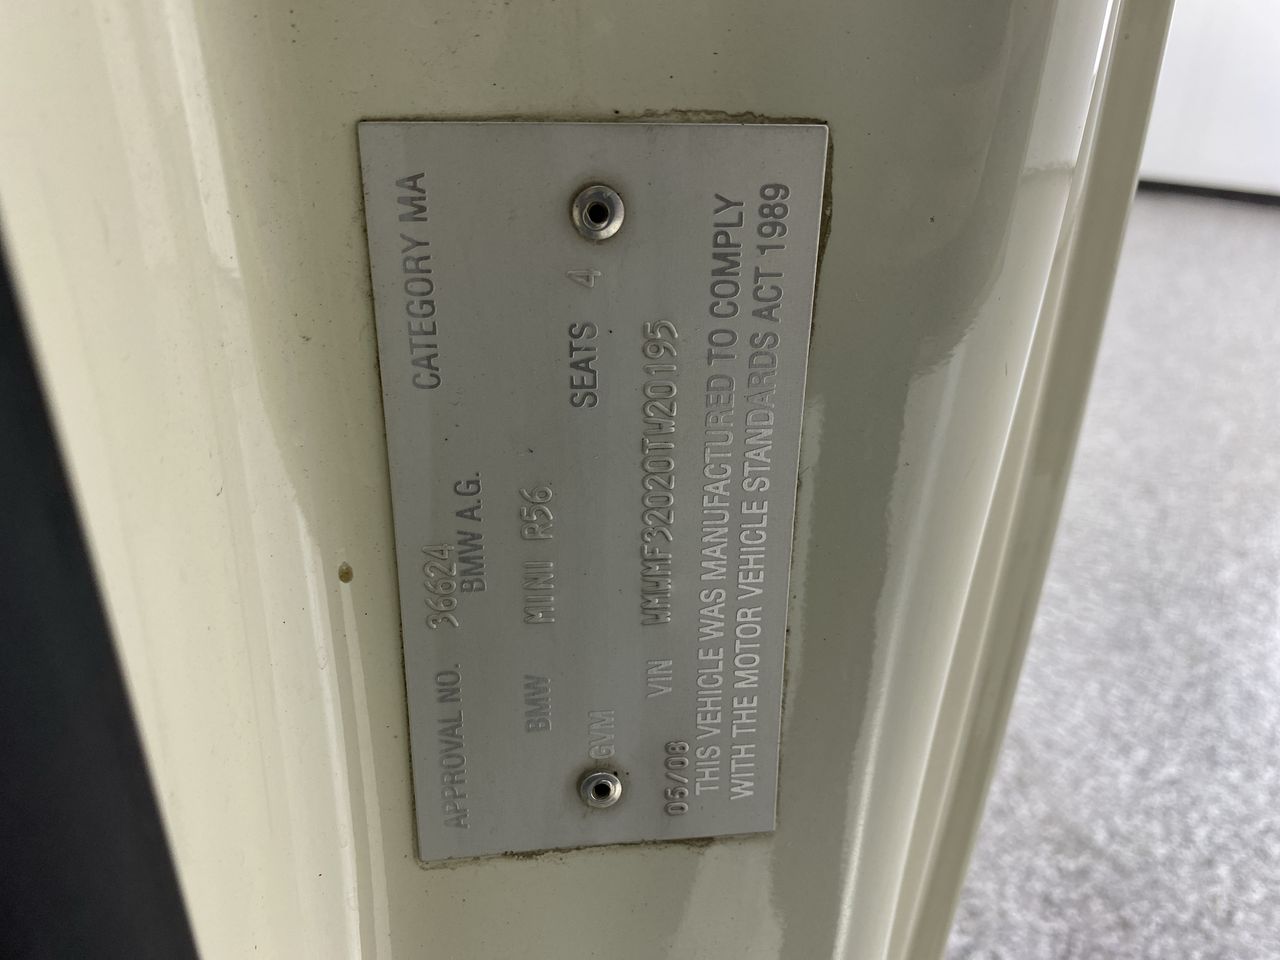 APPROVAL NO. 36624 CATEGORY MA
BMW A.G.
BMW MINI R56
GVM SEATS 4
05/08 VIN WMWMF32020TW20195
THIS VEHICLE WAS MANUFACTURED TO COMPLY
WITH THE MOTOR VEHICLE STANDARDS ACT 1989